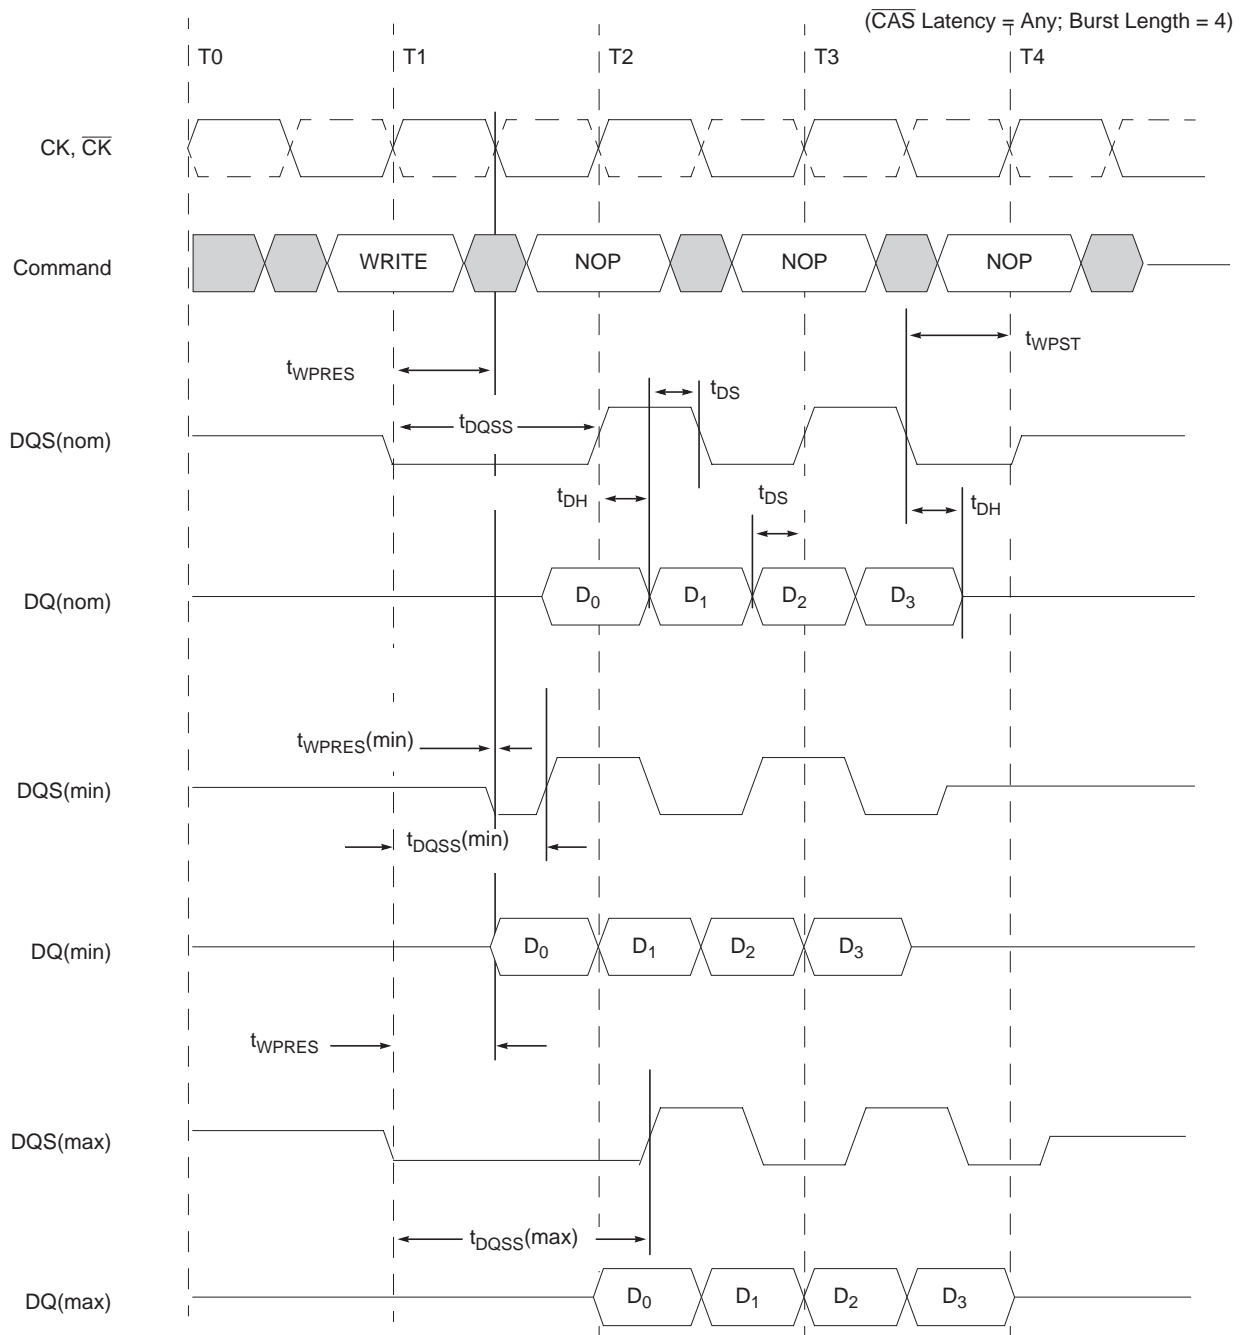 (C̅A̅S̅ Latency = Any; Burst Length = 4)
T0 T1 T2 T3 T4
CK, C̅K̅
Command WRITE NOP NOP NOP
tWPST
tWPRES
tDS
DQS(nom) tDQSS
tDH tDS tDH
DQ(nom) D0 D1 D2 D3
tWPRES(min)
DQS(min)
tDQSS(min)
DQ(min) D0 D1 D2 D3
tWPRES
DQS(max)
tDQSS(max)
DQ(max) D0 D1 D2 D3